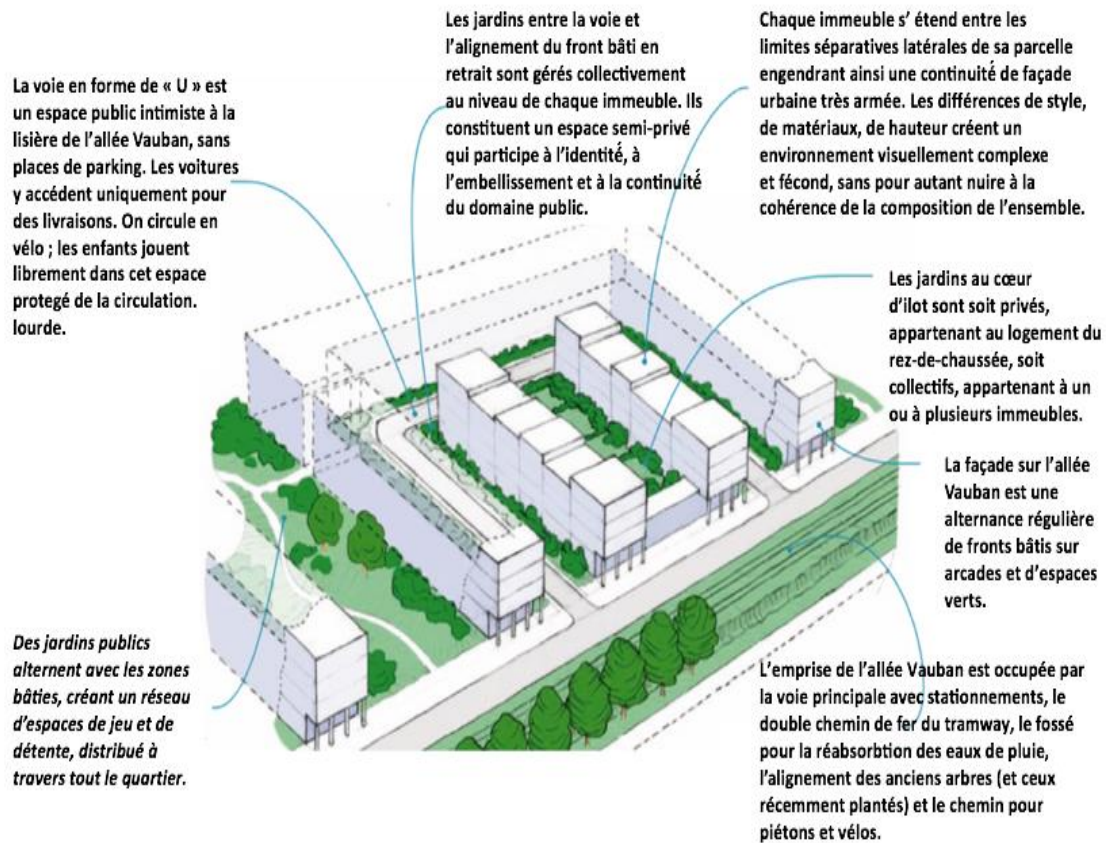 La voie en forme de « U » est
un espace public intimiste à la
lisière de l'allée Vauban, sans
places de parking. Les voitures
y accédent uniquement pour
des livraisons. On circule en
vélo ; les enfants jouent
librement dans cet espace
protegé de la circulation.
lourde.
Les jardins entre la voie et
l'alignement du front bâti en
retrait sont gérés collectivement
au niveau de chaque immeuble. Ils
constituent un espace semi-privé
qui participe à l'identité, à
l'embellissement et à la continuité
du domaine public.
Chaque immeuble s' étend entre les
limites séparatives latérales de sa parcelle
engendrant ainsi une continuité de façade
urbaine très armée. Les différences de style,
de matériaux, de hauteur créent un
environnement visuellement complexe
et fécond, sans pour autant nuire à la
cohérence de la composition de l'ensemble.
Les jardins au cœur
d'ilot sont soit privés,
appartenant au logement du
rez-de-chaussée, soit
collectifs, appartenant à un
ou à plusieurs immeubles.
La façade sur l'allée
Vauban est une
alternance régulière
de fronts bâtis sur
arcades et d'espaces
verts.
Des jardins publics
alternent avec les zones
bâties, créant un réseau
d'espaces de jeu et de
détente, distribué à
travers tout le quartier.
L'emprise de l'allée Vauban est occupée par
la voie principale avec stationnements, le
double chemin de fer du tramway, le fossé
pour la réabsorbtion des eaux de pluie,
l'alignement des anciens arbres (et ceux
récemment plantés) et le chemin pour
piétons et vélos.